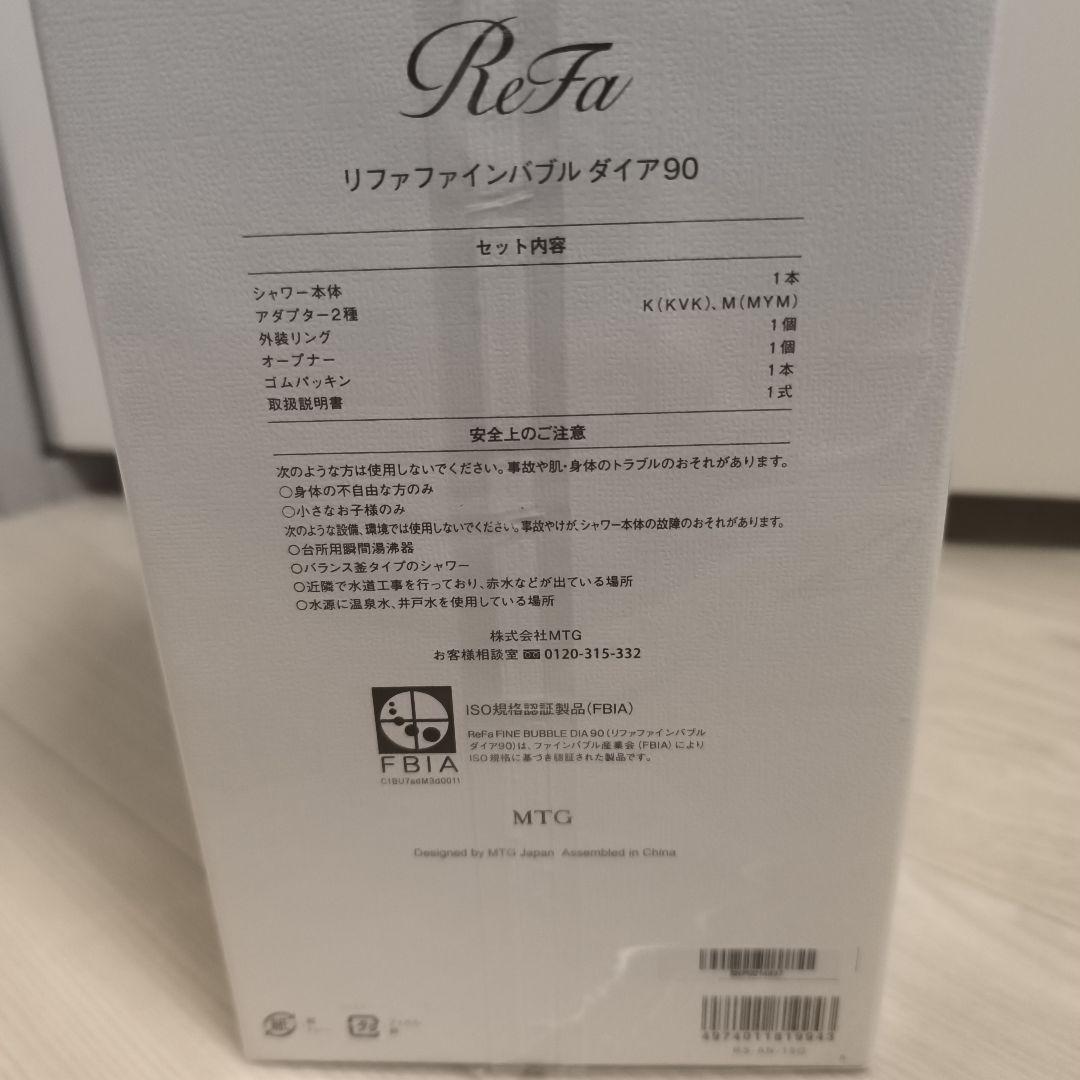 ReFa
リファファインバブル ダイア90
セット内容
シャワー本体 1本
アダプター2種 K(KVK)、M(MYM)
外装リング 1個
オープナー 1個
ゴムパッキン 1本
取扱説明書 1式
安全上のご注意
次のような方は使用しないでください。事故や肌・身体のトラブルのおそれがあります。
○身体の不自由な方のみ
○小さなお子様のみ
次のような設備、環境では使用しないでください。事故やけが、シャワー本体の故障のおそれがあります。
○台所用瞬間湯沸器
○バランス釜タイプのシャワー
○近隣で水道工事を行っており、赤水などが出ている場所
○水源に温泉水、井戸水を使用している場所
株式会社MTG
お客様相談室 0120-315-332
ISO規格認証製品(FBIA)
ReFa FINE BUBBLE DIA 90(リファファインバブル
ダイア90)は、ファインバブル産業会(FBIA)により
ISO規格に基づき認証された製品です。
FBIA
MTG
Designed by MTG Japan Assembled in China
4974011819943